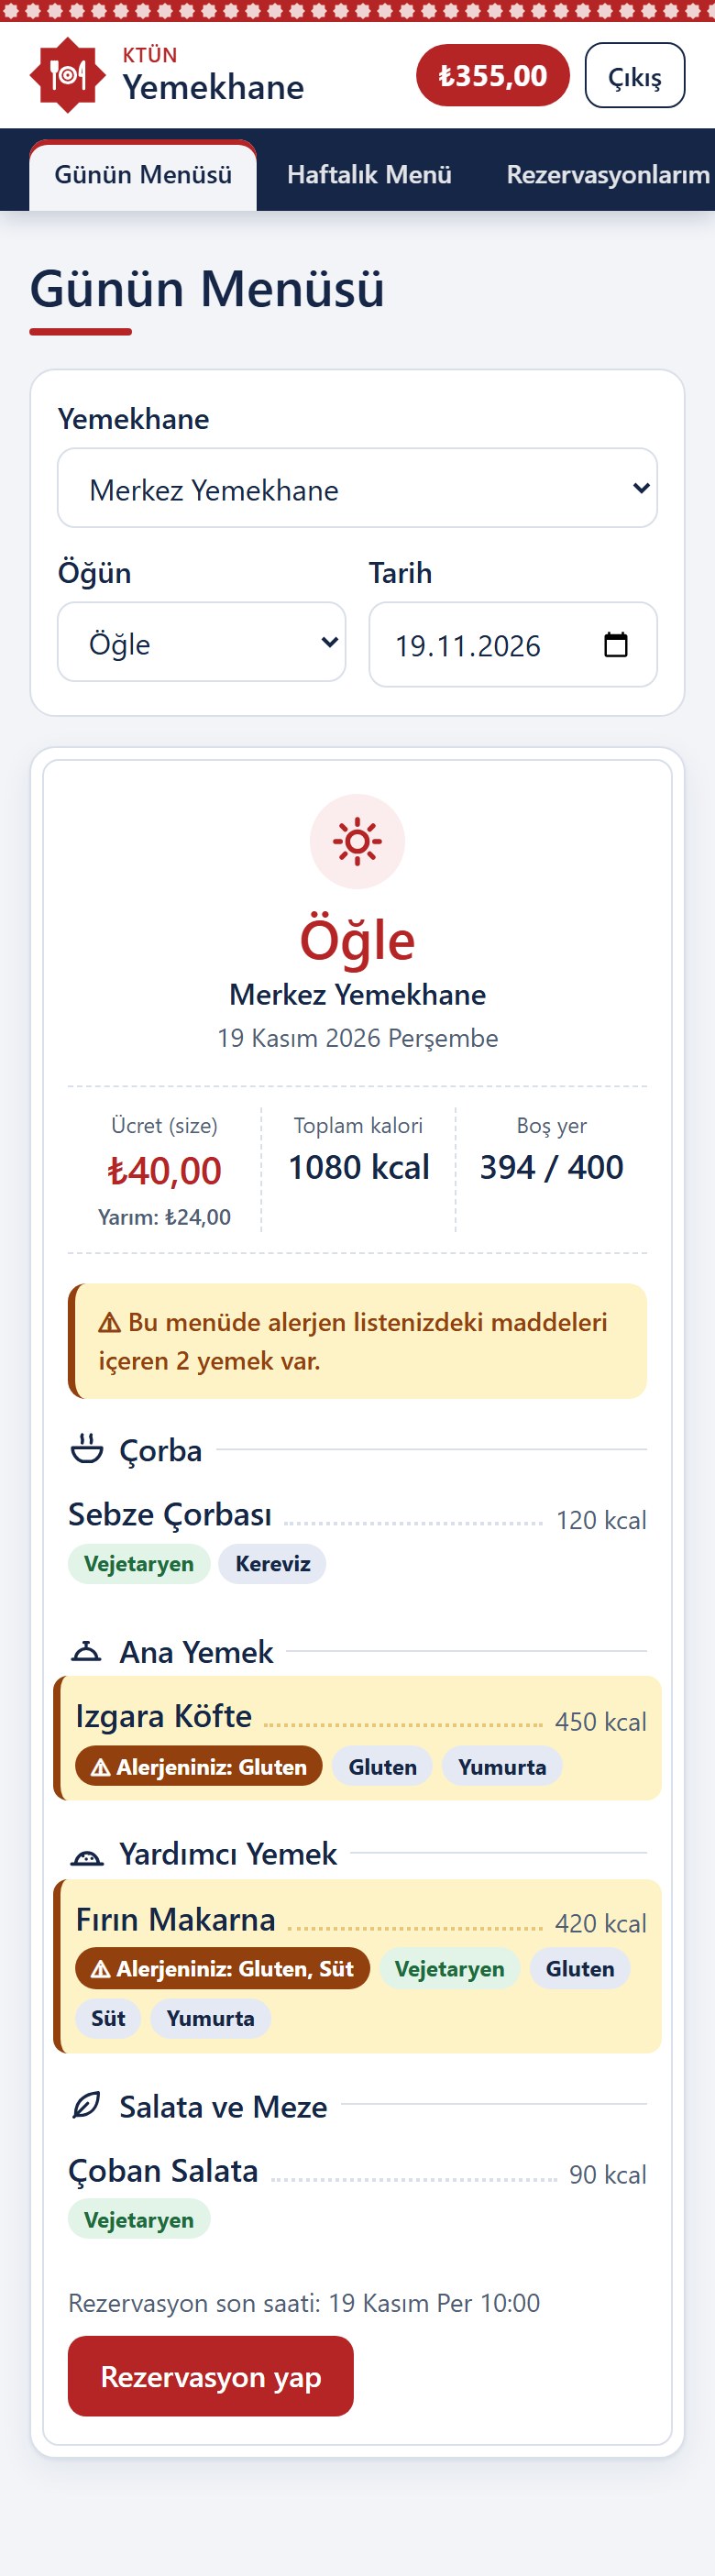 KTÜN
Yemekhane
₺355,00
Çıkış
Günün Menüsü
Haftalık Menü
Rezervasyonlarım
Günün Menüsü
Yemekhane
Merkez Yemekhane
Öğün
Tarih
Öğle
19.11.2026
Öğle
Merkez Yemekhane
19 Kasım 2026 Perşembe
Ücret (size)
₺40,00
Yarım: ₺24,00
Toplam kalori
1080 kcal
Boş yer
394 / 400
⚠ Bu menüde alerjen listenizdeki maddeleri
içeren 2 yemek var.
Çorba
Sebze Çorbası 120 kcal
Vejetaryen Kereviz
Ana Yemek
Izgara Köfte 450 kcal
⚠ Alerjeniniz: Gluten Gluten Yumurta
Yardımcı Yemek
Fırın Makarna 420 kcal
⚠ Alerjeniniz: Gluten, Süt Vejetaryen Gluten
Süt Yumurta
Salata ve Meze
Çoban Salata 90 kcal
Vejetaryen
Rezervasyon son saati: 19 Kasım Per 10:00
Rezervasyon yap